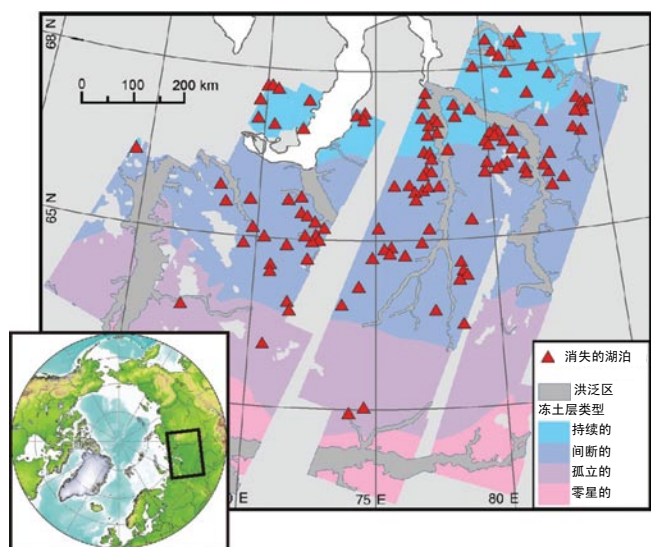 68 N
0 100 200 km
65 N
0 E
75 E
80 E
消失的湖泊
洪泛区
冻土层类型
持续的
间断的
孤立的
零星的